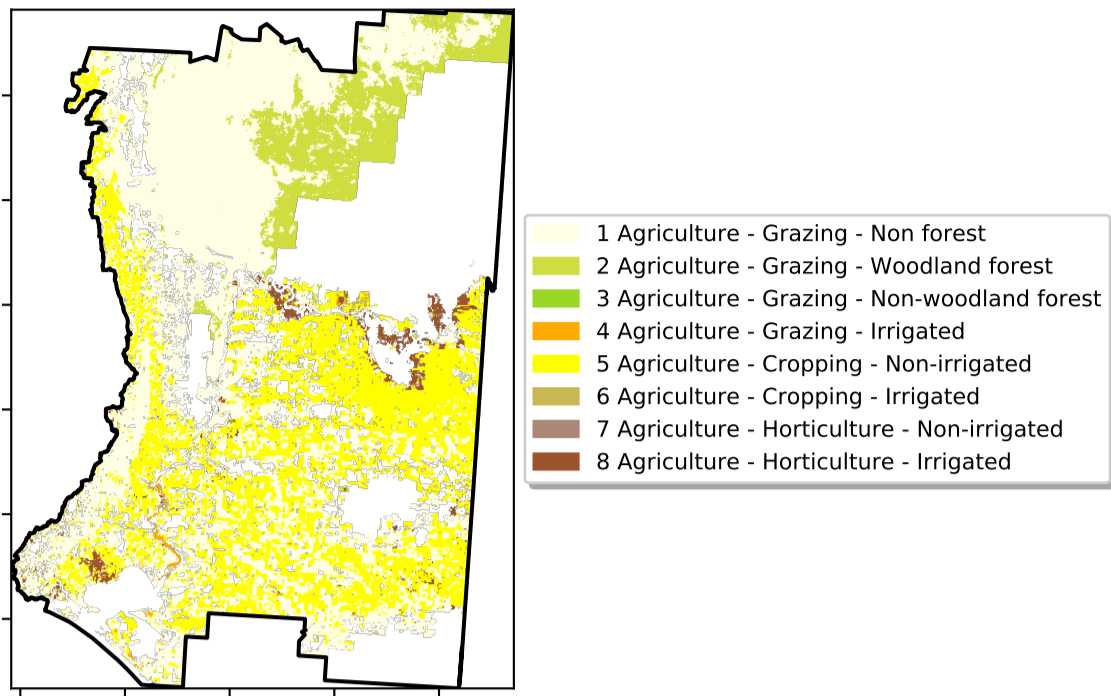 1 Agriculture - Grazing - Non forest
2 Agriculture - Grazing - Woodland forest
3 Agriculture - Grazing - Non-woodland forest
4 Agriculture - Grazing - Irrigated
5 Agriculture - Cropping - Non-irrigated
6 Agriculture - Cropping - Irrigated
7 Agriculture - Horticulture - Non-irrigated
8 Agriculture - Horticulture - Irrigated